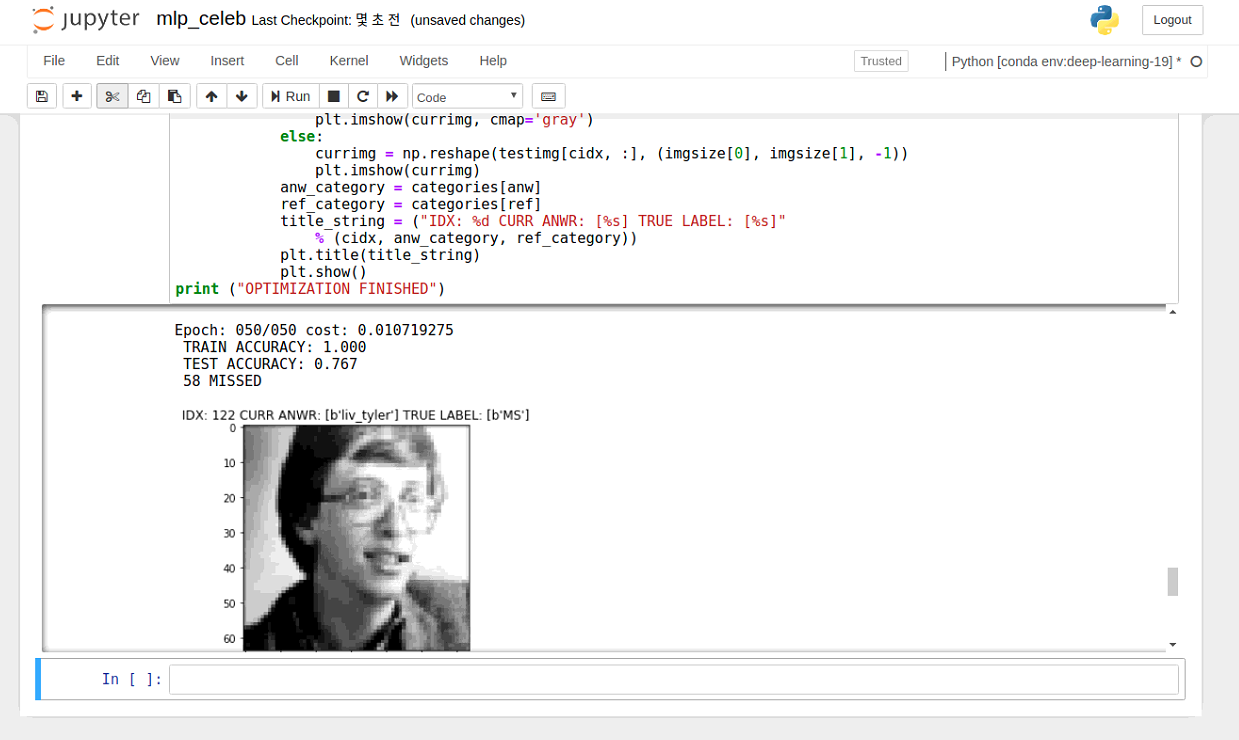 jupyter mlp_celeb Last Checkpoint: 몇 초 전 (unsaved changes)
Logout
File Edit View Insert Cell Kernel Widgets Help
Trusted
Python [conda env:deep-learning-19] *
Run
Code
plt.imshow(currimg, cmap='gray')
else:
currimg = np.reshape(testimg[cidx, :], (imgsize[0], imgsize[1], -1))
plt.imshow(currimg)
anw_category = categories[anw]
ref_category = categories[ref]
title_string = ("IDX: %d CURR ANWR: [%s] TRUE LABEL: [%s]"
% (cidx, anw_category, ref_category))
plt.title(title_string)
plt.show()
print ("OPTIMIZATION FINISHED")
Epoch: 050/050 cost: 0.010719275
TRAIN ACCURACY: 1.000
TEST ACCURACY: 0.767
58 MISSED
IDX: 122 CURR ANWR: [b'liv_tyler'] TRUE LABEL: [b'MS']
0
10
20
30
40
50
60
In [ ]: